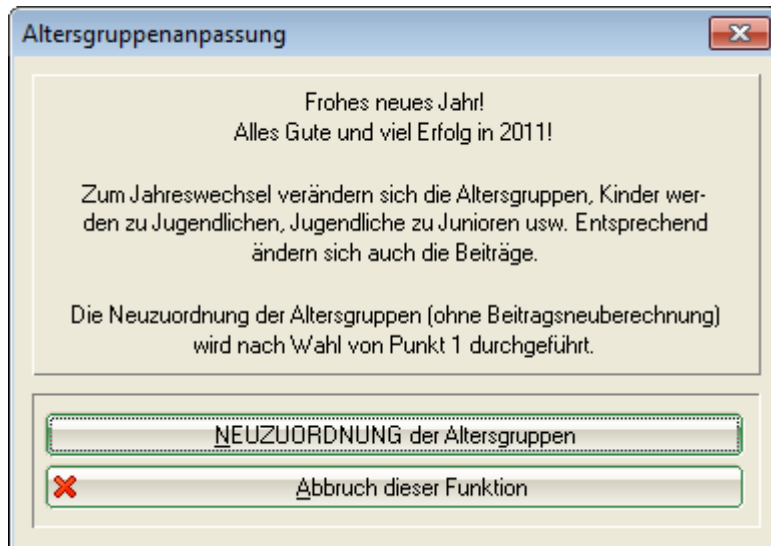 Altersgruppenanpassung
Frohes neues Jahr!
Alles Gute und viel Erfolg in 2011!
Zum Jahreswechsel verändern sich die Altersgruppen, Kinder wer-
den zu Jugendlichen, Jugendliche zu Junioren usw. Entsprechend
ändern sich auch die Beiträge.
Die Neuzuordnung der Altersgruppen (ohne Beitragsneuberechnung)
wird nach Wahl von Punkt 1 durchgeführt.
NEUZUORDNUNG der Altersgruppen
Abbruch dieser Funktion